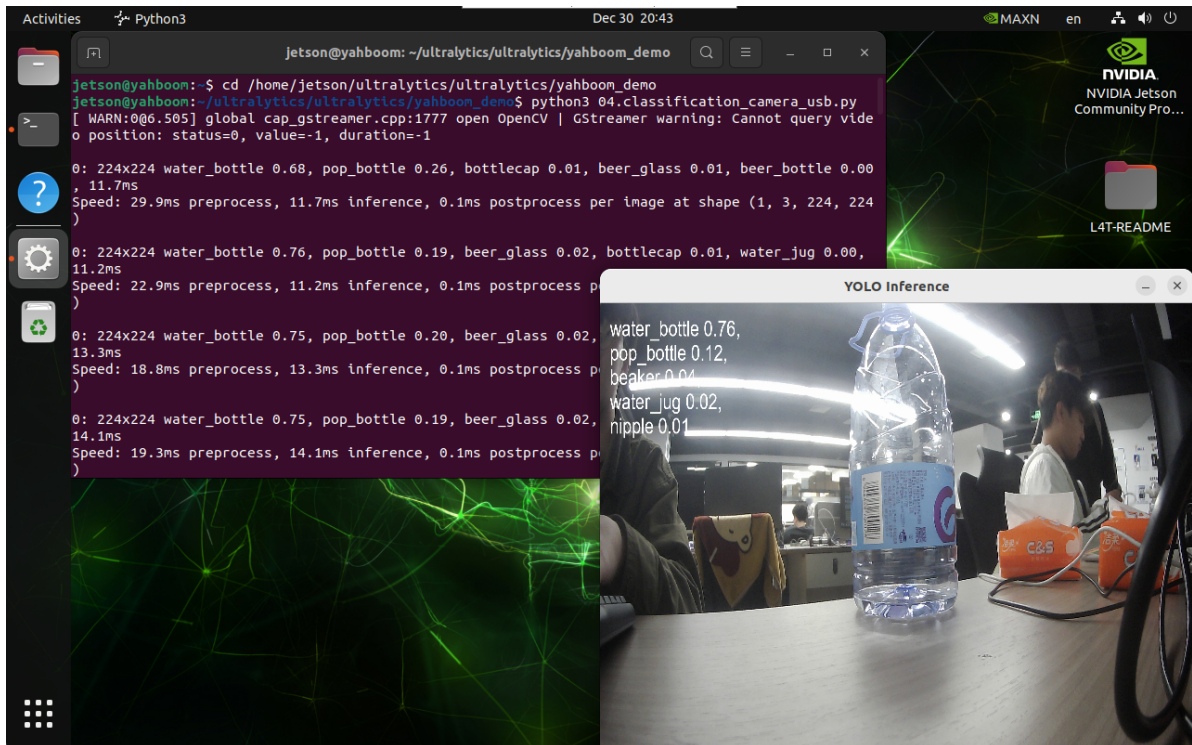 Activities
Python3
Dec 30 20:43
MAXN
en
jetson@yahboom: ~/ultralytics/ultralytics/yahboom_demo
jetson@yahboom:~$ cd /home/jetson/ultralytics/ultralytics/yahboom_demo
jetson@yahboom:~/ultralytics/ultralytics/yahboom_demo$ python3 04.classification_camera_usb.py
[ WARN:0@6.505] global cap_gstreamer.cpp:1777 open OpenCV | GStreamer warning: Cannot query vide
o position: status=0, value=-1, duration=-1
0: 224x224 water_bottle 0.68, pop_bottle 0.26, bottlecap 0.01, beer_glass 0.01, beer_bottle 0.00
, 11.7ms
Speed: 29.9ms preprocess, 11.7ms inference, 0.1ms postprocess per image at shape (1, 3, 224, 224
)
0: 224x224 water_bottle 0.76, pop_bottle 0.19, beer_glass 0.02, bottlecap 0.01, water_jug 0.00,
11.2ms
Speed: 22.9ms preprocess, 11.2ms inference, 0.1ms postprocess p
)
0: 224x224 water_bottle 0.75, pop_bottle 0.20, beer_glass 0.02,
13.3ms
Speed: 18.8ms preprocess, 13.3ms inference, 0.1ms postprocess p
)
0: 224x224 water_bottle 0.75, pop_bottle 0.19, beer_glass 0.02,
14.1ms
Speed: 19.3ms preprocess, 14.1ms inference, 0.1ms postprocess p
)
NVIDIA.
NVIDIA Jetson
Community Pro...
L4T-README
YOLO Inference
water_bottle 0.76,
pop_bottle 0.12,
beaker 0.04,
water_jug 0.02,
nipple 0.01
C&S